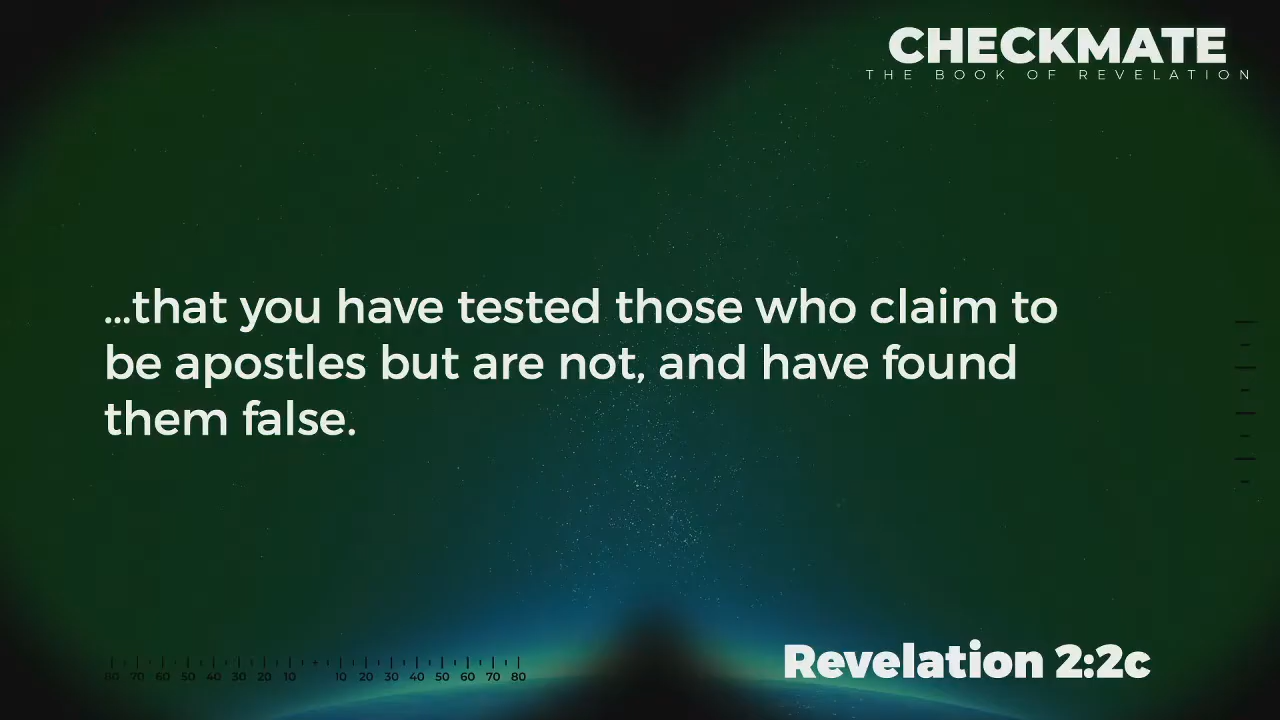 CHECKMATE
THE BOOK OF REVELATION
...that you have tested those who claim to
be apostles but are not, and have found
them false.
Revelation 2:2c
80 70 60 50 40 30 20 10 10 20 30 40 50 60 70 80